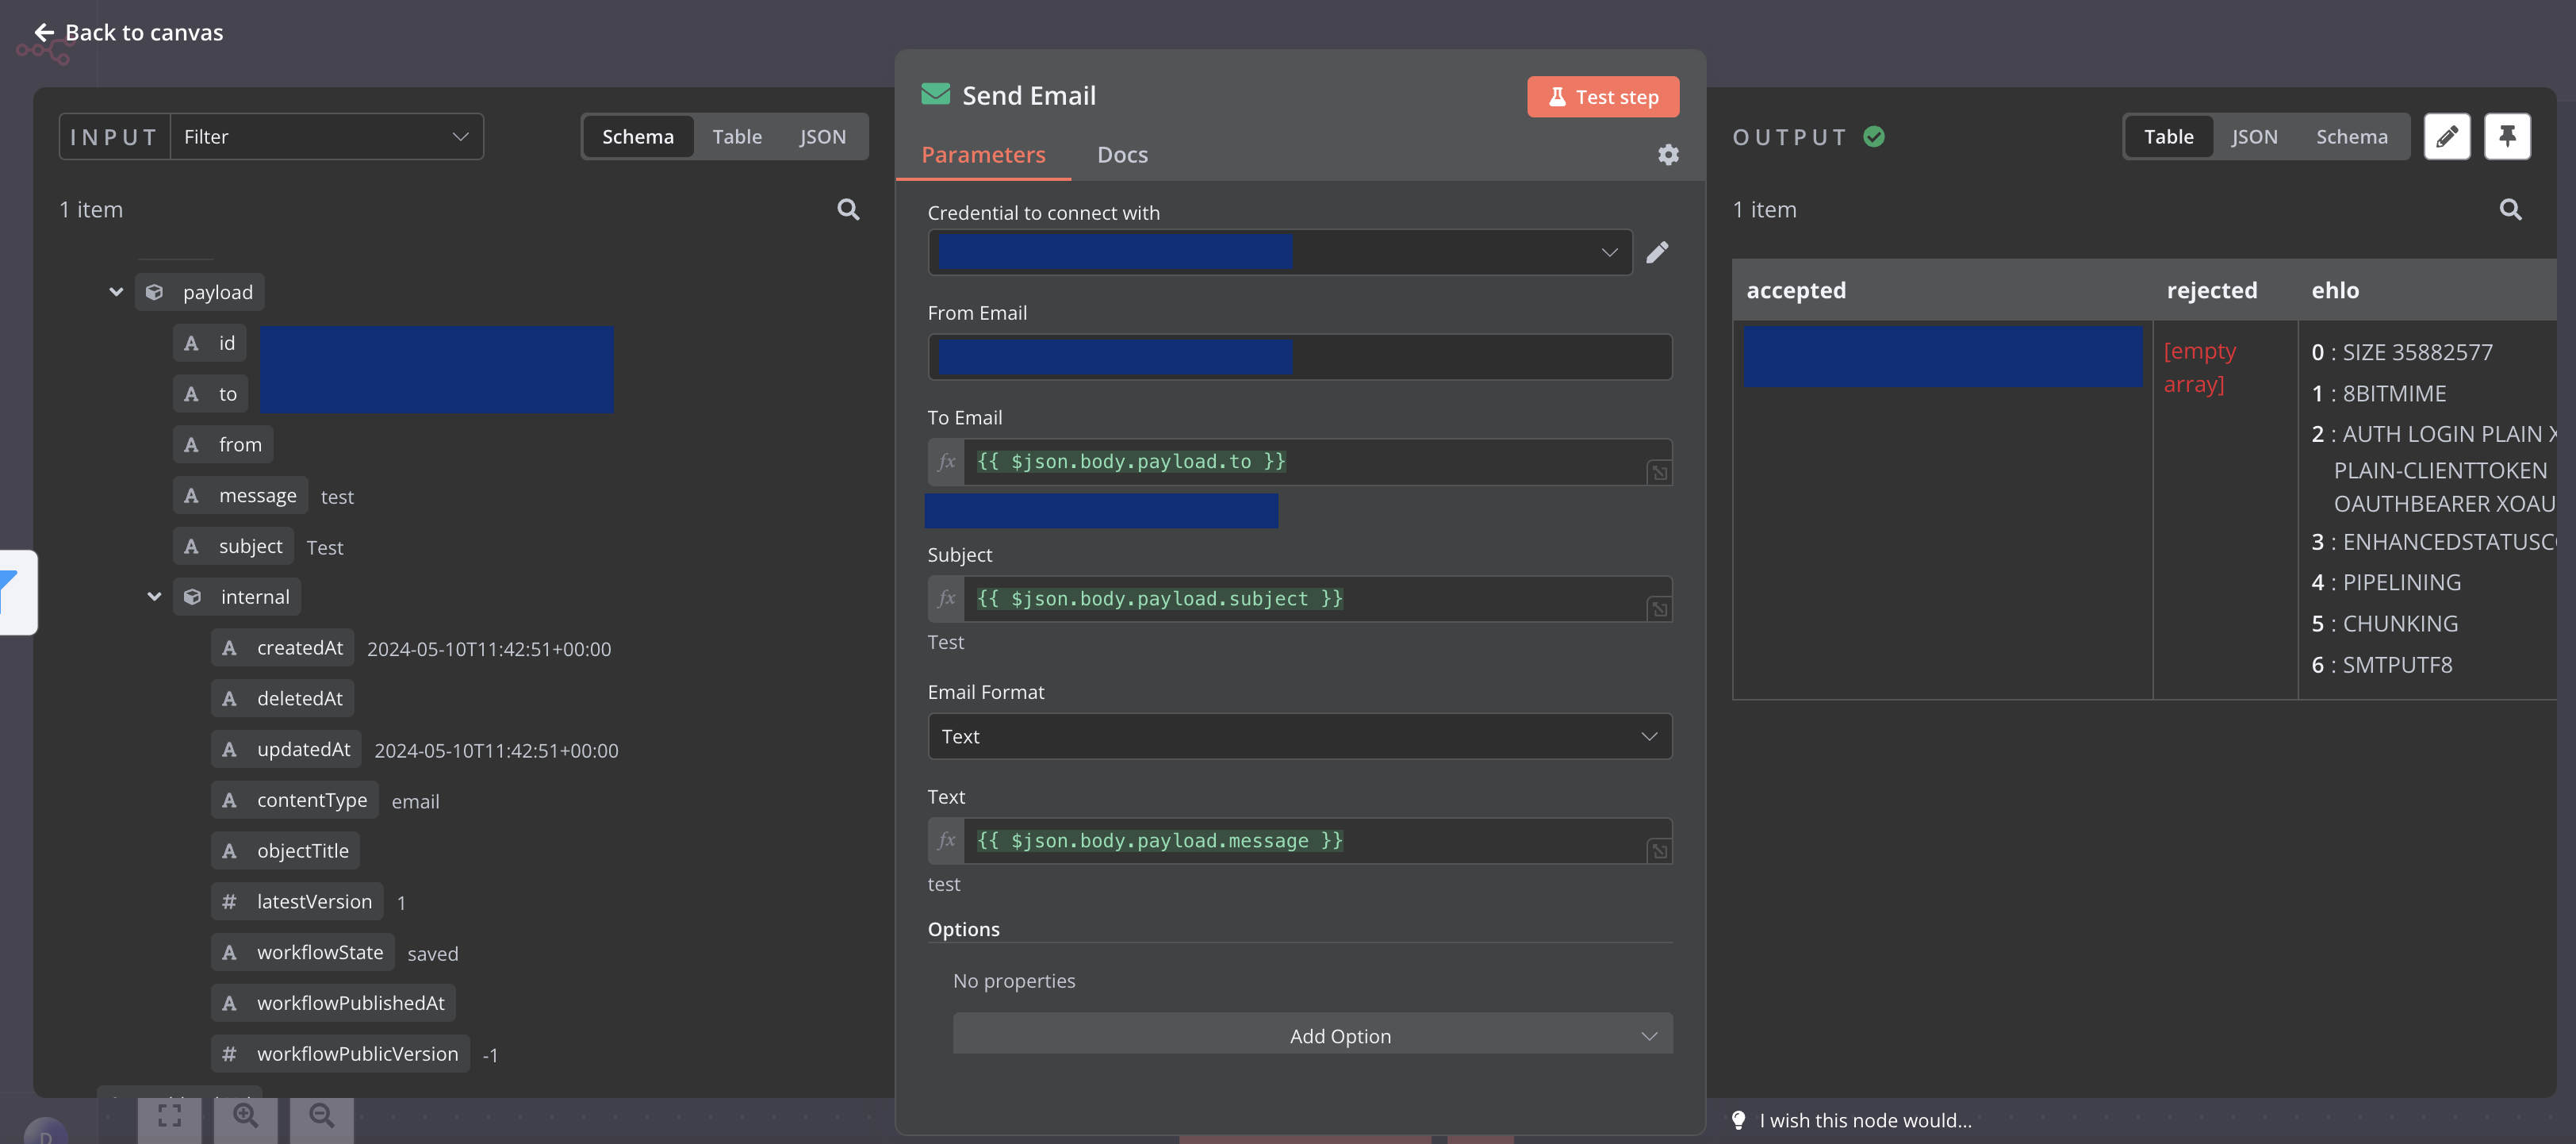 Back to canvas
INPUT Filter
Schema Table JSON
1 item
payload
id
to
from
message test
subject Test
internal
createdAt 2024-05-10T11:42:51+00:00
deletedAt
updatedAt 2024-05-10T11:42:51+00:00
contentType email
objectTitle
latestVersion 1
workflowState saved
workflowPublishedAt
workflowPublicVersion -1
Send Email
Test step
Parameters Docs
Credential to connect with
From Email
To Email
fx {{ $json.body.payload.to }}
Subject
fx {{ $json.body.payload.subject }}
Test
Email Format
Text
Text
fx {{ $json.body.payload.message }}
test
Options
No properties
Add Option
OUTPUT
Table JSON Schema
1 item
accepted rejected ehlo
[empty
array]
0 : SIZE 35882577
1 : 8BITMIME
2 : AUTH LOGIN PLAIN X
PLAIN-CLIENTTOKEN
OAUTHBEARER XOAU
3 : ENHANCEDSTATUSC
4 : PIPELINING
5 : CHUNKING
6 : SMTPUTF8
I wish this node would...
D